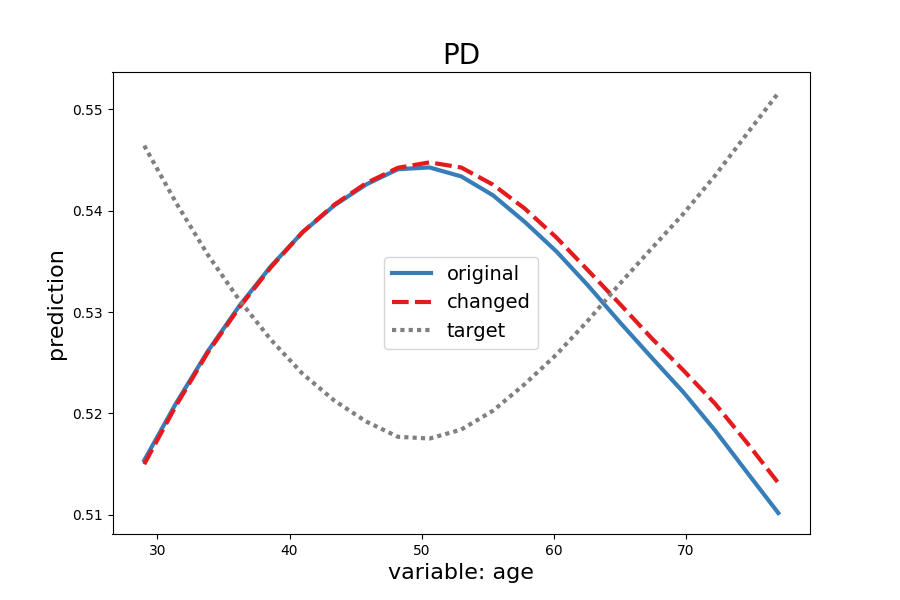 PD
0.55
0.54
0.53
0.52
0.51
prediction
original
changed
target
30 40 50 60 70
variable: age